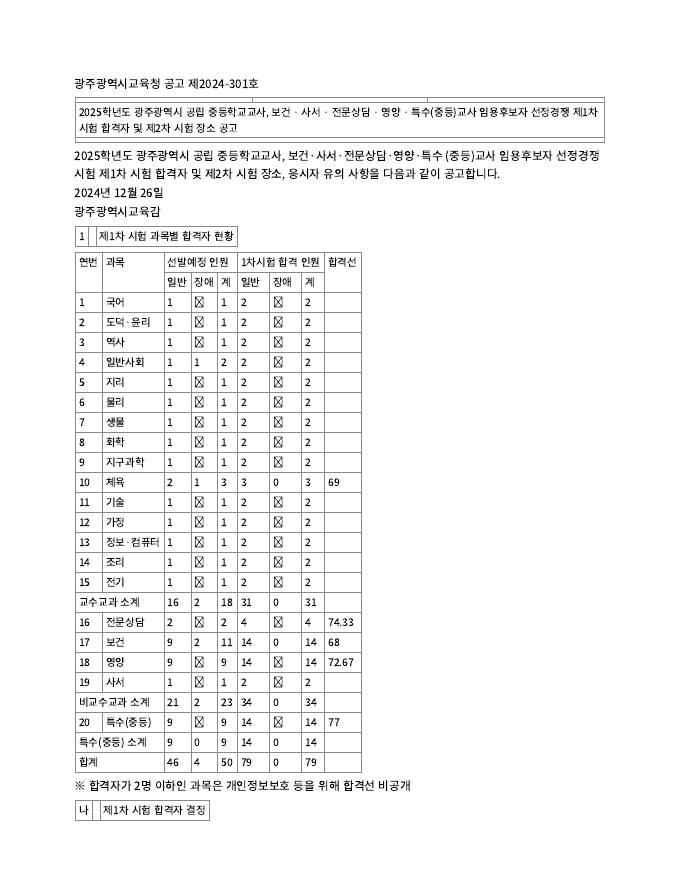 광주광역시교육청 공고 제2024-301호
2025학년도 광주광역시 공립 중등학교교사, 보건 · 사서 · 전문상담 · 영양 · 특수(중등)교사 임용후보자 선정경쟁 제1차
시험 합격자 및 제2차 시험 장소 공고
2025학년도 광주광역시 공립 중등학교교사, 보건·사서·전문상담·영양·특수 (중등)교사 임용후보자 선정경쟁
시험 제1차 시험 합격자 및 제2차 시험 장소, 응시자 유의 사항을 다음과 같이 공고합니다.
2024년 12월 26일
광주광역시교육감
1 제1차 시험 과목별 합격자 현황
연번 과목 선발예정 인원 1차시험 합격 인원 합격선
일반 장애 계 일반 장애 계
1 국어 1 1 2 2
2 도덕·윤리 1 1 2 2
3 역사 1 1 2 2
4 일반사회 1 1 2 2 2
5 지리 1 1 2 2
6 물리 1 1 2 2
7 생물 1 1 2 2
8 화학 1 1 2 2
9 지구과학 1 1 2 2
10 체육 2 1 3 3 0 3 69
11 기술 1 1 2 2
12 가정 1 1 2 2
13 정보·컴퓨터 1 1 2 2
14 조리 1 1 2 2
15 전기 1 1 2 2
교수교과 소계 16 2 18 31 0 31
16 전문상담 2 2 4 4 74.33
17 보건 9 2 11 14 0 14 68
18 영양 9 9 14 14 72.67
19 사서 1 1 2 2
비교수교과 소계 21 2 23 34 0 34
20 특수(중등) 9 9 14 14 77
특수(중등) 소계 9 0 9 14 0 14
합계 46 4 50 79 0 79
※ 합격자가 2명 이하인 과목은 개인정보보호 등을 위해 합격선 비공개
나 제1차 시험 합격자 결정